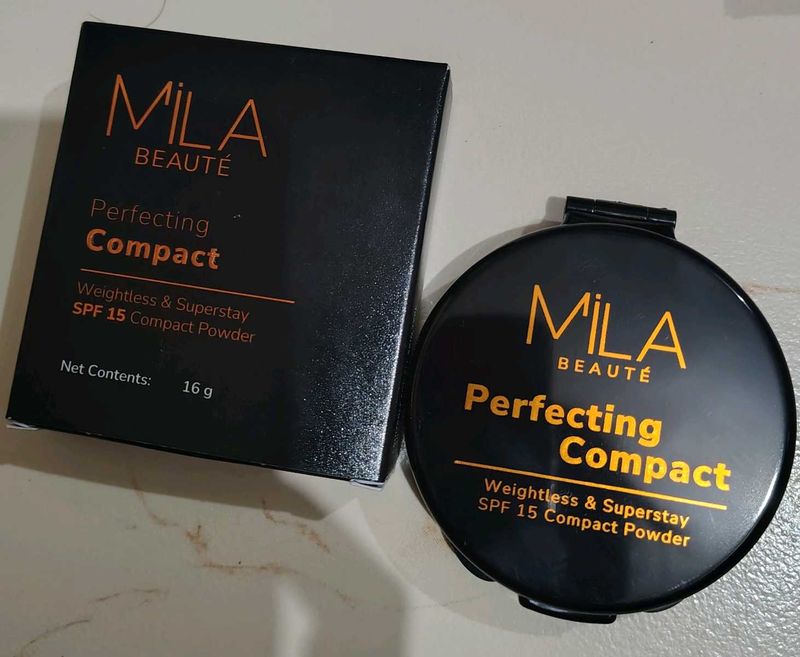 MiLA
BEAUTÉ
Perfecting
Compact
Weightless & Superstay
SPF 15 Compact Powder
Net Contents: 16 g
MiLA
BEAUTÉ
Perfecting
Compact
Weightless & Superstay
SPF 15 Compact Powder